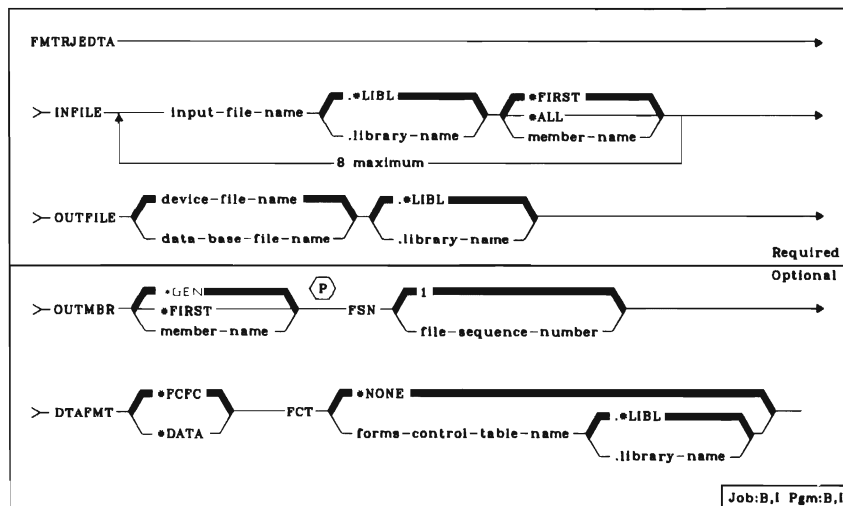 FMTRJEDTA
.*LIBL *FIRST
INFILE input-file-name *ALL
.library-name member-name
8 maximum
device-file-name .*LIBL
OUTFILE
data-base-file-name .library-name
Required
Optional
*GEN P 1
OUTMBR *FIRST FSN
member-name file-sequence-number
*FCFC *NONE
DTAFMT FCT .*LIBL
*DATA forms-control-table-name
.library-name
Job:B,I Pgm:B,I